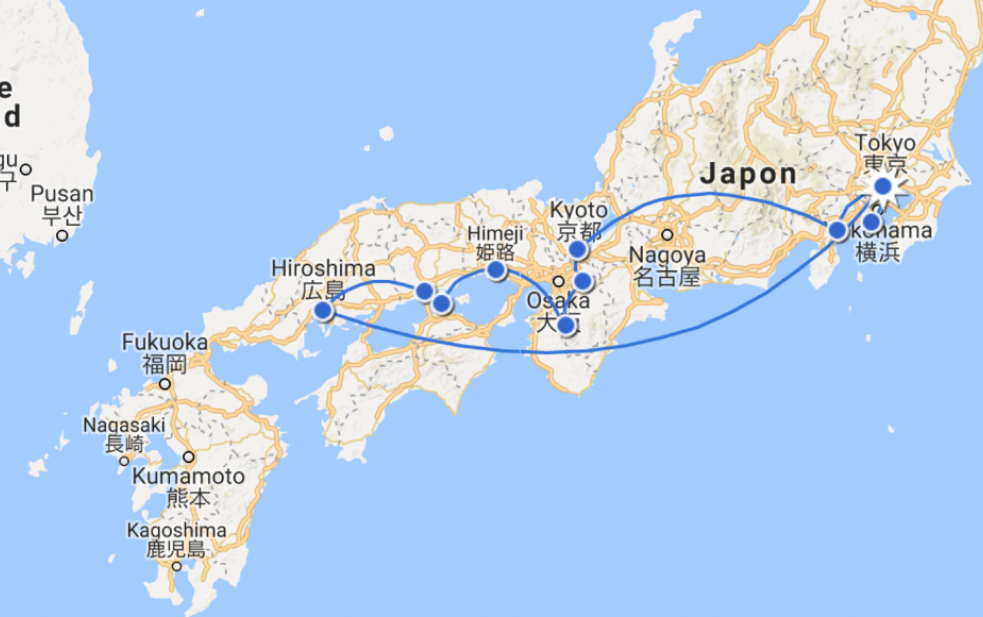 e
d
gu
구
Pusan
부산
Japon
Tokyo
東京
kohama
横浜
Kyoto
京都
Himeji
姫路
Nagoya
名古屋
Osaka
大
Hiroshima
広島
Fukuoka
福岡
Nagasaki
長崎
Kumamoto
熊本
Kagoshima
鹿児島